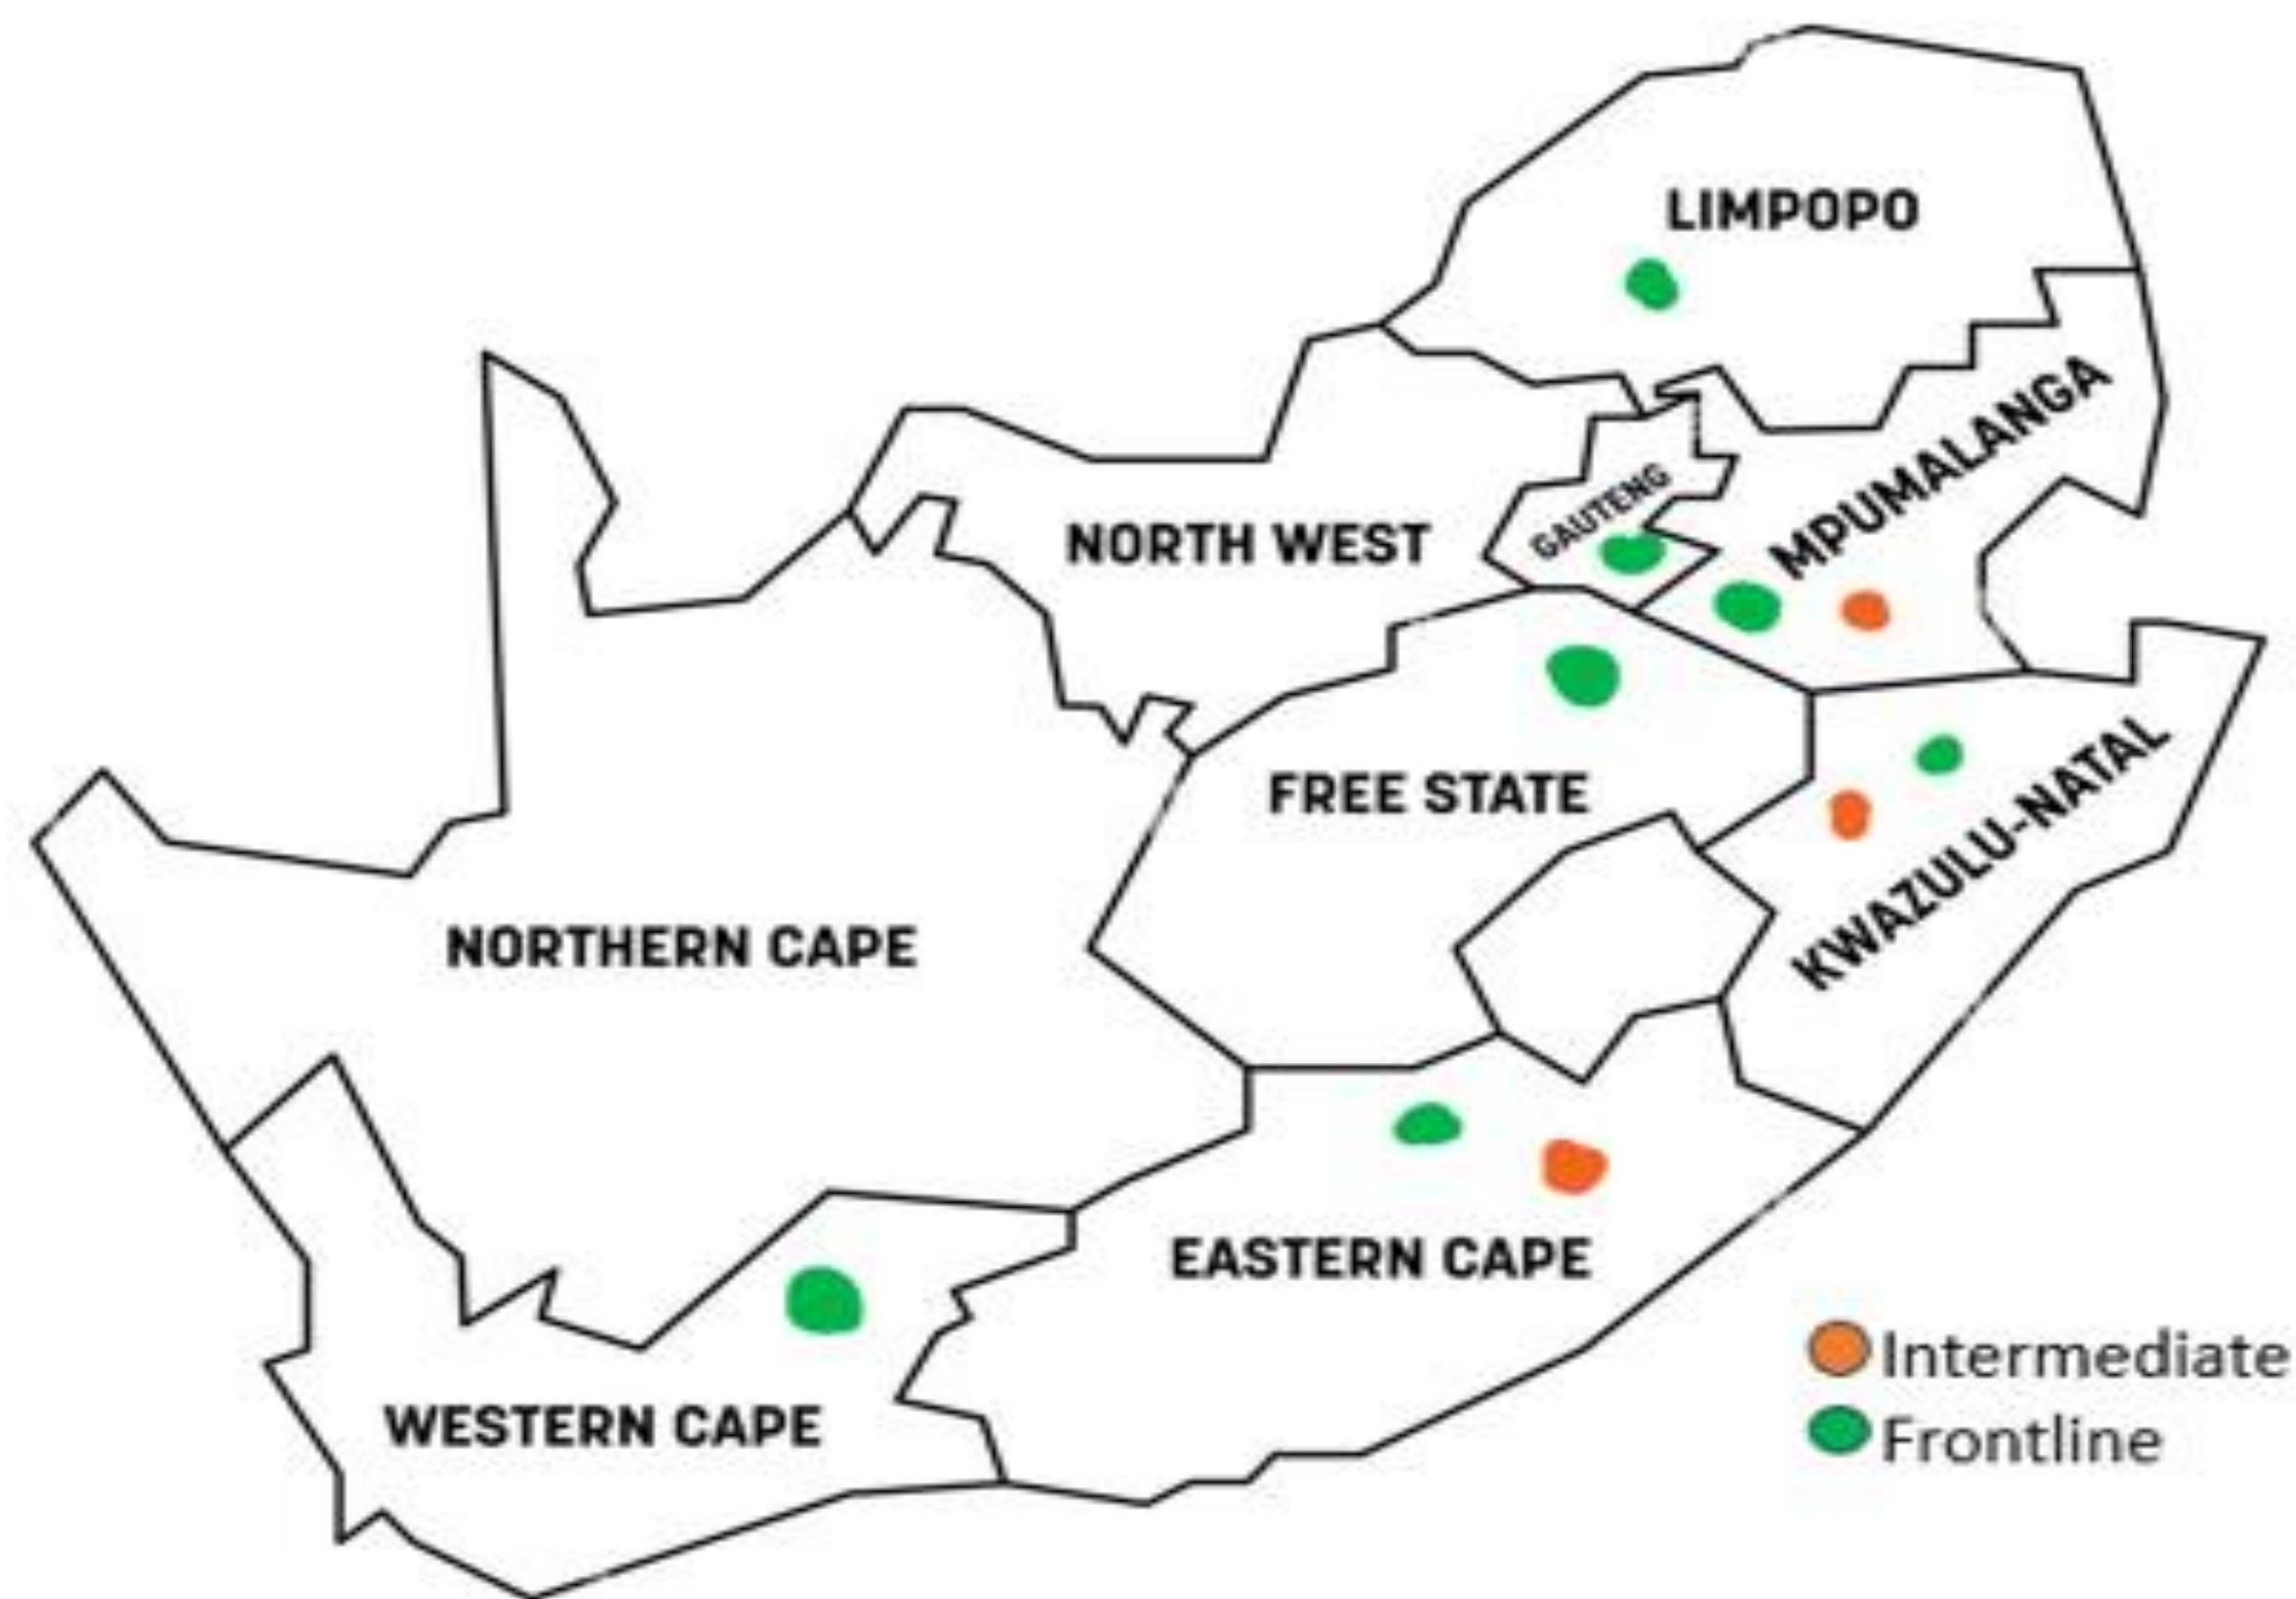 LIMPOPO
MPUMALANGA
GAUTENG
NORTH WEST
FREE STATE
KWAZULU-NATAL
NORTHERN CAPE
EASTERN CAPE
WESTERN CAPE
Intermediate
Frontline